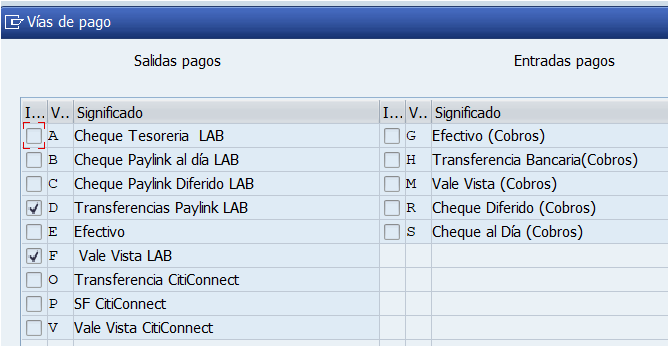 Vías de pago
Salidas pagos Entradas pagos
I... V.. Significado I... V.. Significado
A Cheque Tesoreria LAB G Efectivo (Cobros)
B Cheque Paylink al día LAB H Transferencia Bancaria(Cobros)
C Cheque Paylink Diferido LAB M Vale Vista (Cobros)
D Transferencias Paylink LAB R Cheque Diferido (Cobros)
E Efectivo S Cheque al Día (Cobros)
F Vale Vista LAB
O Transferencia CitiConnect
P SF CitiConnect
V Vale Vista CitiConnect